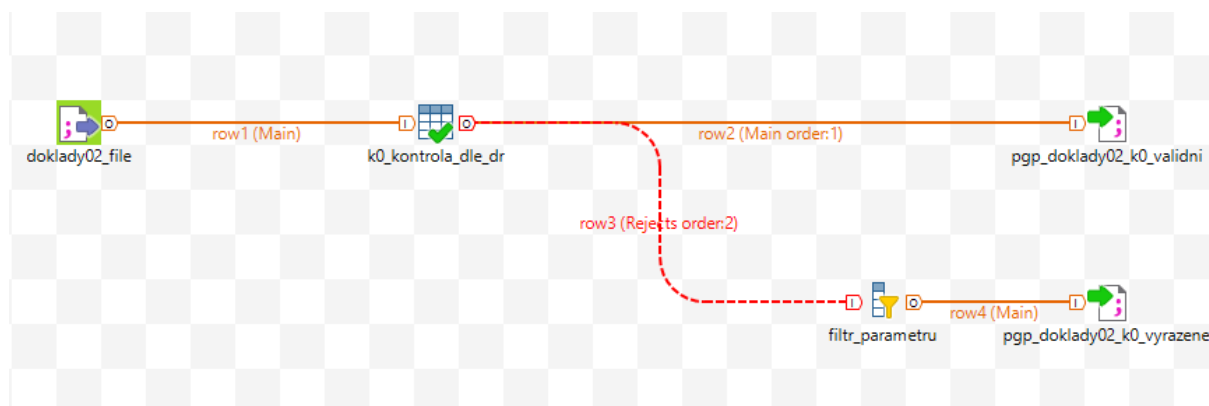 row1 (Main)
row2 (Main order:1)
doklady02_file
k0_kontrola_dle_dr
pgp_doklady02_k0_validni
row3 (Rejects order:2)
row4 (Main)
filtr_parametru
pgp_doklady02_k0_vyrazene